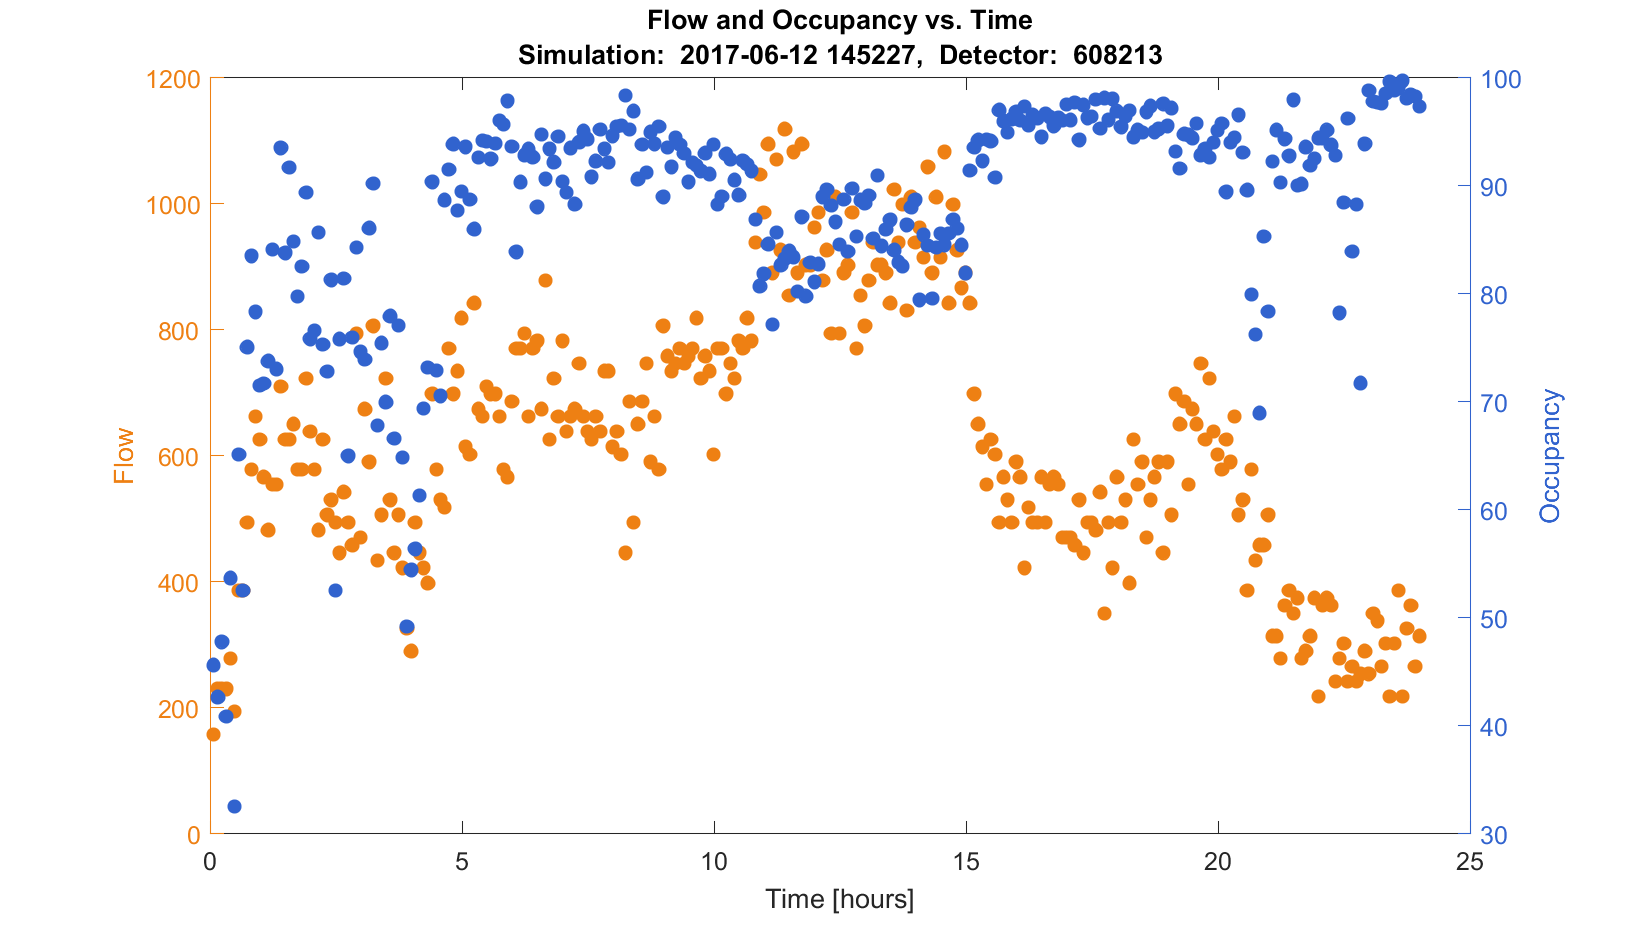 Flow and Occupancy vs. Time
Simulation:  2017-06-12 145227,  Detector:  608213
1200
1000
800
600
400
200
0
Flow
100
90
80
70
60
50
40
30
Occupancy
0 5 10 15 20 25
Time [hours]